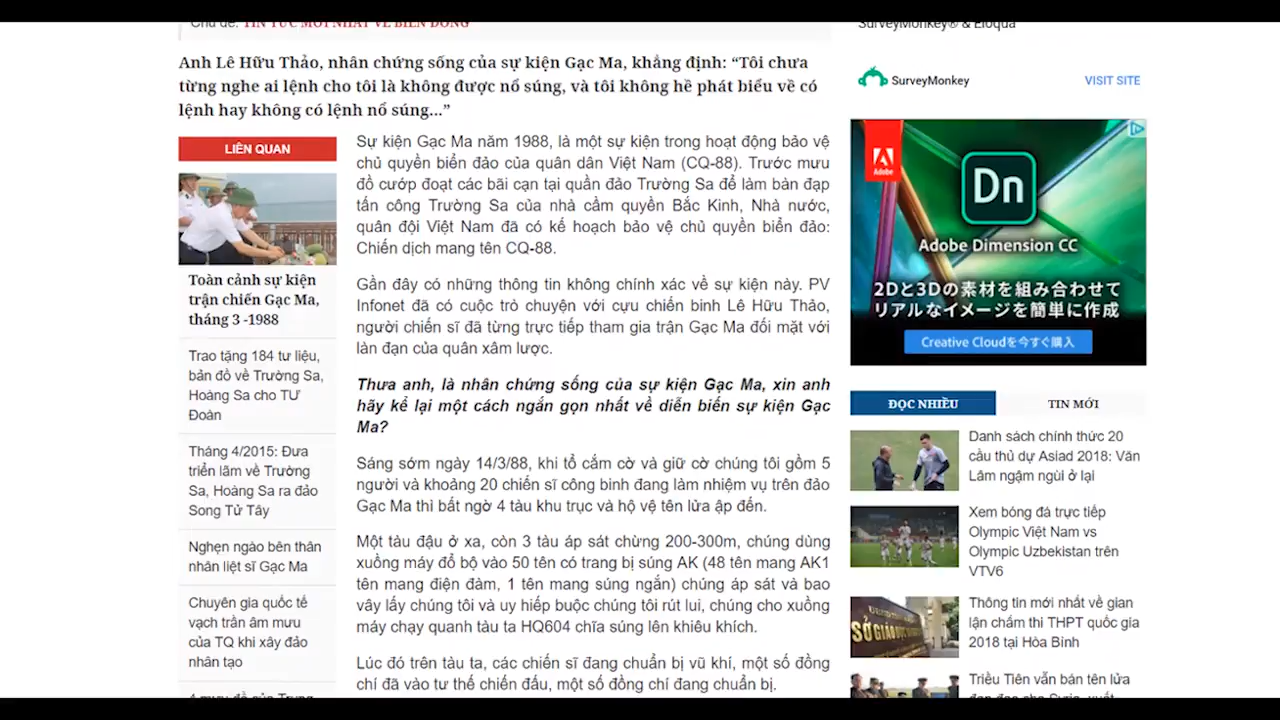 Chủ đề: TIN TỨC MỚI NHẤT VỀ BIỂN ĐÔNG
Anh Lê Hữu Thảo, nhân chứng sống của sự kiện Gạc Ma, khẳng định: “Tôi chưa
từng nghe ai lệnh cho tôi là không được nổ súng, và tôi không hề phát biểu về có
lệnh hay không có lệnh nổ súng...”
LIÊN QUAN
Toàn cảnh sự kiện
trận chiến Gạc Ma,
tháng 3 -1988
Trao tặng 184 tư liệu,
bản đồ về Trường Sa,
Hoàng Sa cho TƯ
Đoàn
Tháng 4/2015: Đưa
triển lãm về Trường
Sa, Hoàng Sa ra đảo
Song Tử Tây
Nghẹn ngào bên thân
nhân liệt sĩ Gạc Ma
Chuyên gia quốc tế
vạch trần âm mưu
của TQ khi xây đảo
nhân tạo
Sự kiện Gạc Ma năm 1988, là một sự kiện trong hoạt động bảo vệ
chủ quyền biển đảo của quân dân Việt Nam (CQ-88). Trước mưu
đồ cướp đoạt các bãi cạn tại quần đảo Trường Sa để làm bàn đạp
tấn công Trường Sa của nhà cầm quyền Bắc Kinh, Nhà nước,
quân đội Việt Nam đã có kế hoạch bảo vệ chủ quyền biển đảo:
Chiến dịch mang tên CQ-88.
Gần đây có những thông tin không chính xác về sự kiện này. PV
Infonet đã có cuộc trò chuyện với cựu chiến binh Lê Hữu Thảo,
người chiến sĩ đã từng trực tiếp tham gia trận Gạc Ma đối mặt với
làn đạn của quân xâm lược.
Thưa anh, là nhân chứng sống của sự kiện Gạc Ma, xin anh
hãy kể lại một cách ngắn gọn nhất về diễn biến sự kiện Gạc
Ma?
Sáng sớm ngày 14/3/88, khi tổ cắm cờ và giữ cờ chúng tôi gồm 5
người và khoảng 20 chiến sĩ công binh đang làm nhiệm vụ trên đảo
Gạc Ma thì bất ngờ 4 tàu khu trục và hộ vệ tên lửa ập đến.
Một tàu đậu ở xa, còn 3 tàu áp sát chừng 200-300m, chúng dùng
xuồng máy đổ bộ vào 50 tên có trang bị súng AK (48 tên mang AK1
tên mang điện đàm, 1 tên mang súng ngắn) chúng áp sát và bao
vây lấy chúng tôi và uy hiếp buộc chúng tôi rút lui, chúng cho xuồng
máy chạy quanh tàu ta HQ604 chĩa súng lên khiêu khích.
Lúc đó trên tàu ta, các chiến sĩ đang chuẩn bị vũ khí, một số đồng
chí đã vào tư thế chiến đấu, một số đồng chí đang chuẩn bị.
SurveyMonkey® & Eloqua
SurveyMonkey
VISIT SITE
Adobe
Dn
Adobe Dimension CC
2Dと3Dの素材を組み合わせて
リアルなイメージを簡単に作成
Creative Cloudを今すぐ購入
ĐỌC NHIỀU
TIN MỚI
Danh sách chính thức 20
cầu thủ dự Asiad 2018: Văn
Lâm ngậm ngùi ở lại
Xem bóng đá trực tiếp
Olympic Việt Nam vs
Olympic Uzbekistan trên
VTV6
SỞ GIÁO DỤC
Thông tin mới nhất về gian
lận chấm thi THPT quốc gia
2018 tại Hòa Bình
Triều Tiên vẫn bán tên lửa